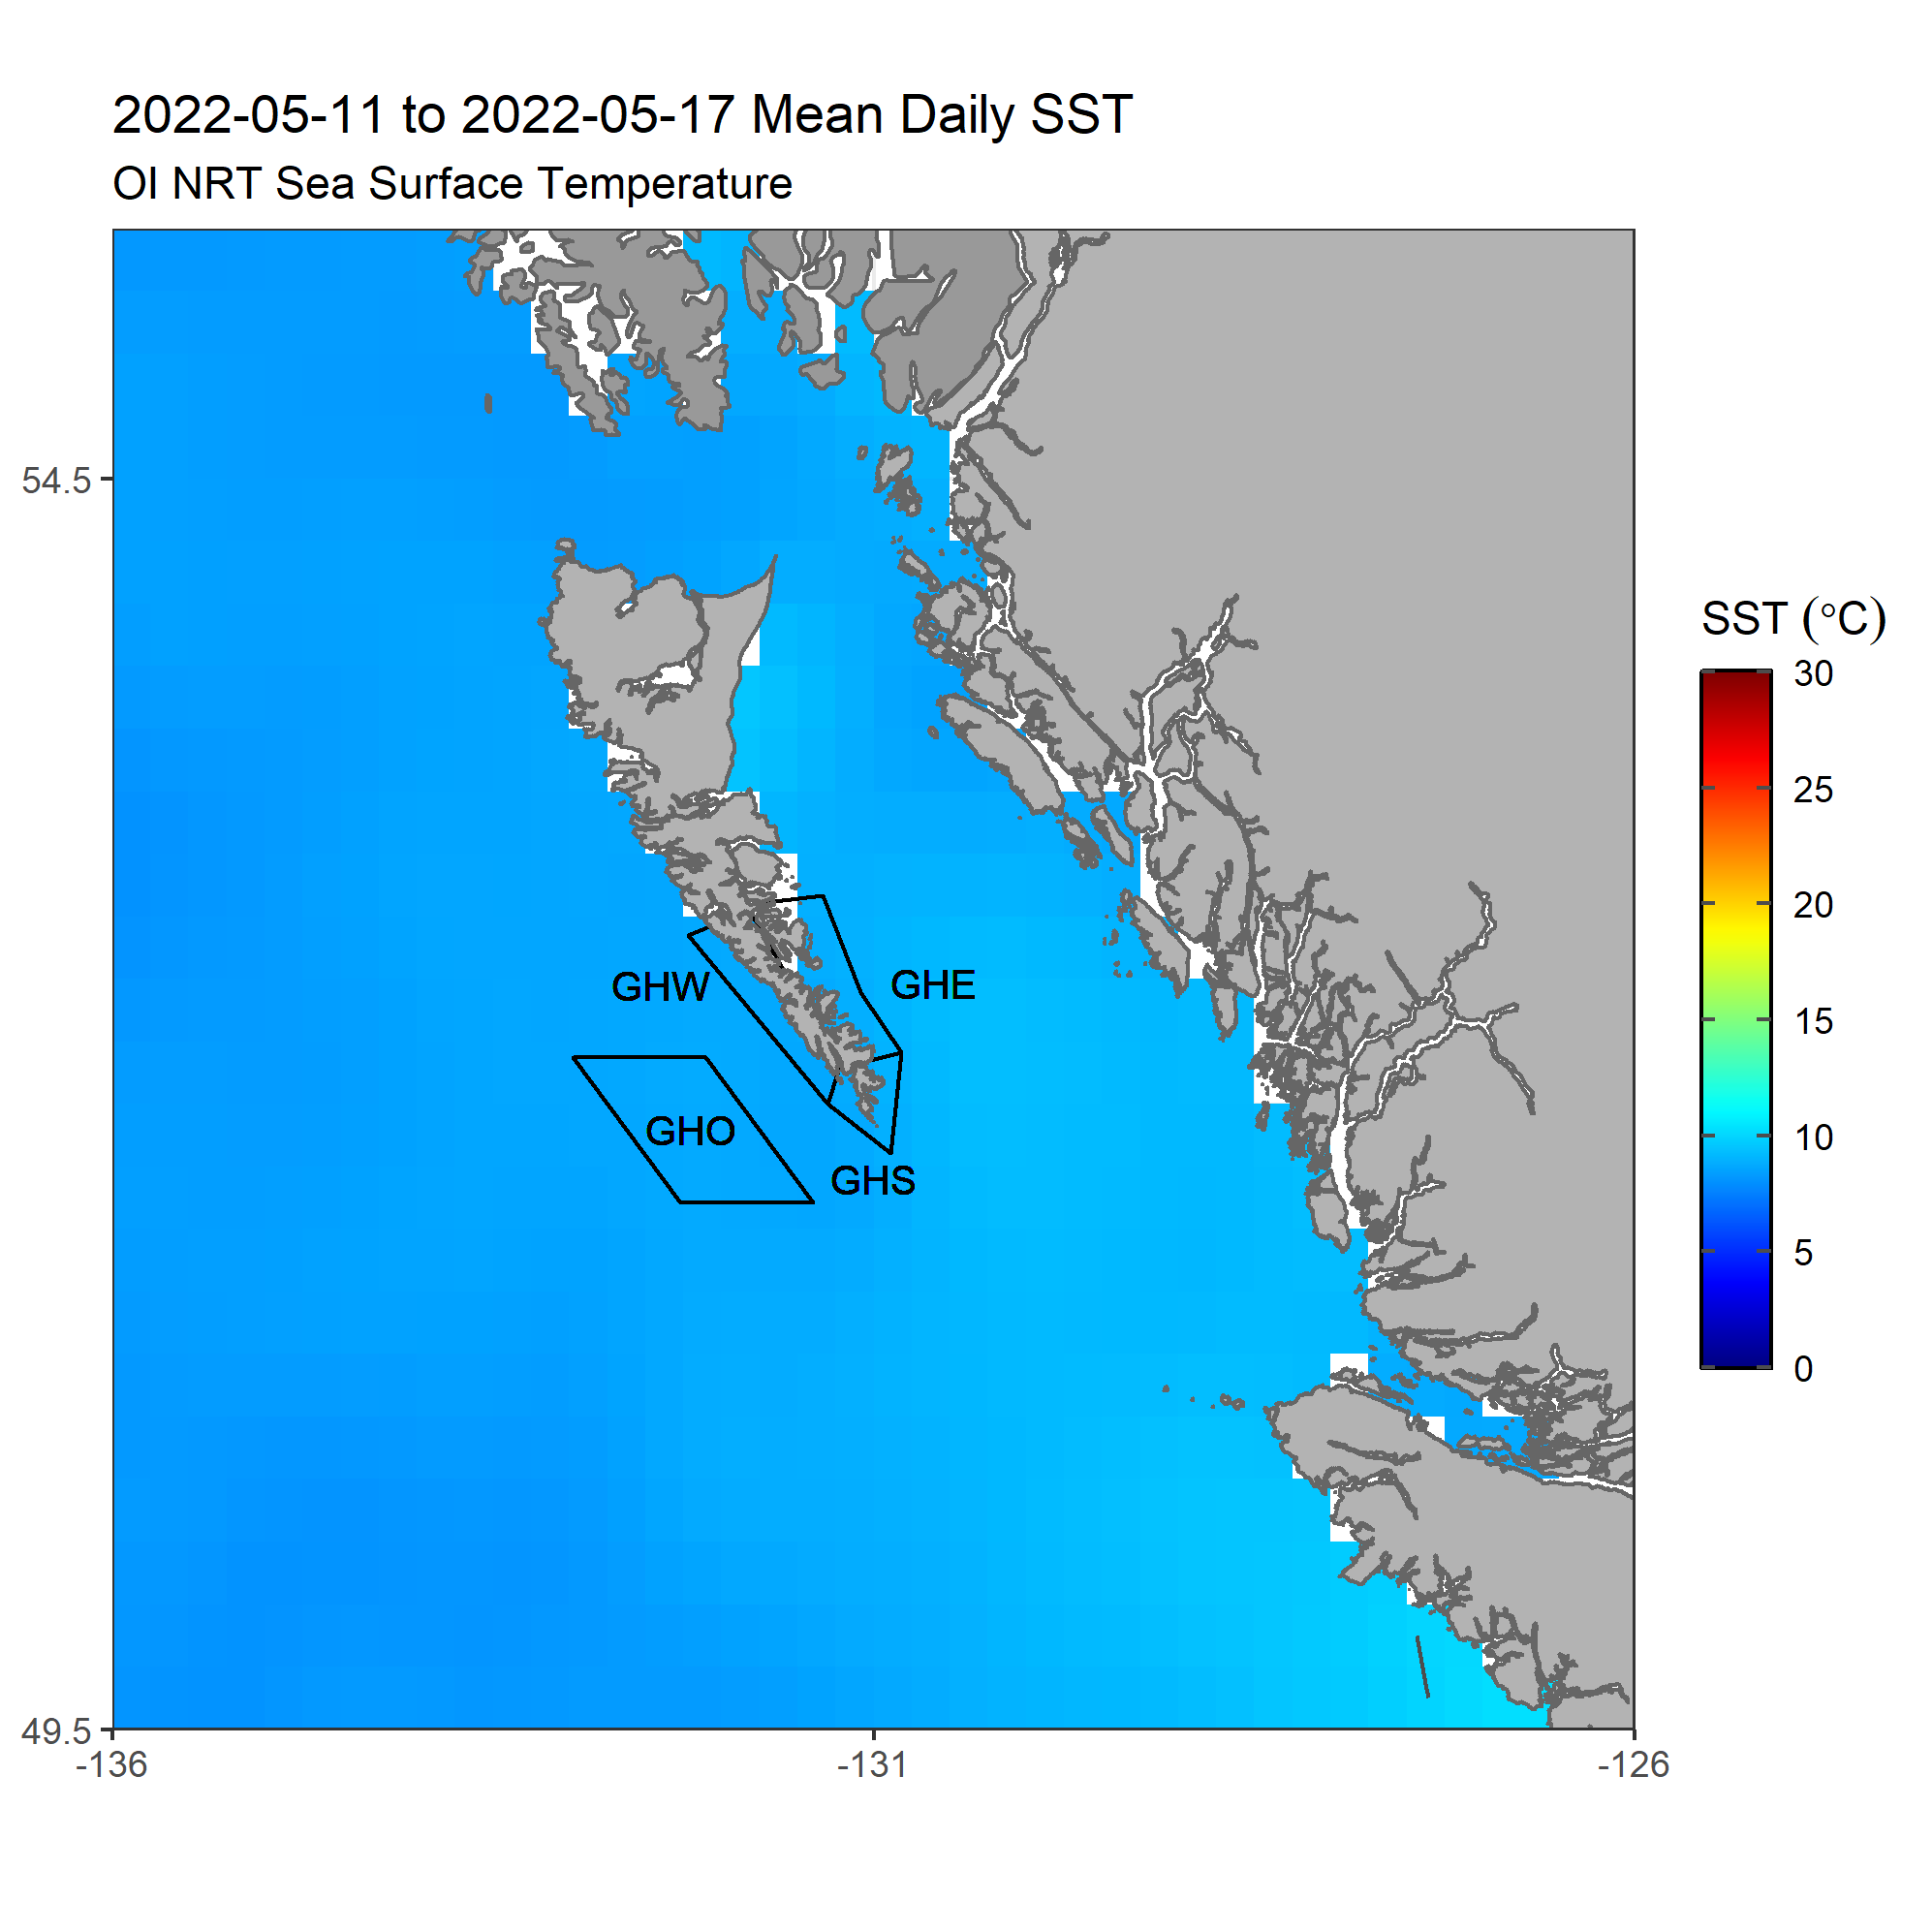 2022-05-11 to 2022-05-17 Mean Daily SST
OI NRT Sea Surface Temperature
54.5
49.5
-136
-131
-126
GHW
GHE
GHO
GHS
SST (°C)
30
25
20
15
10
5
0